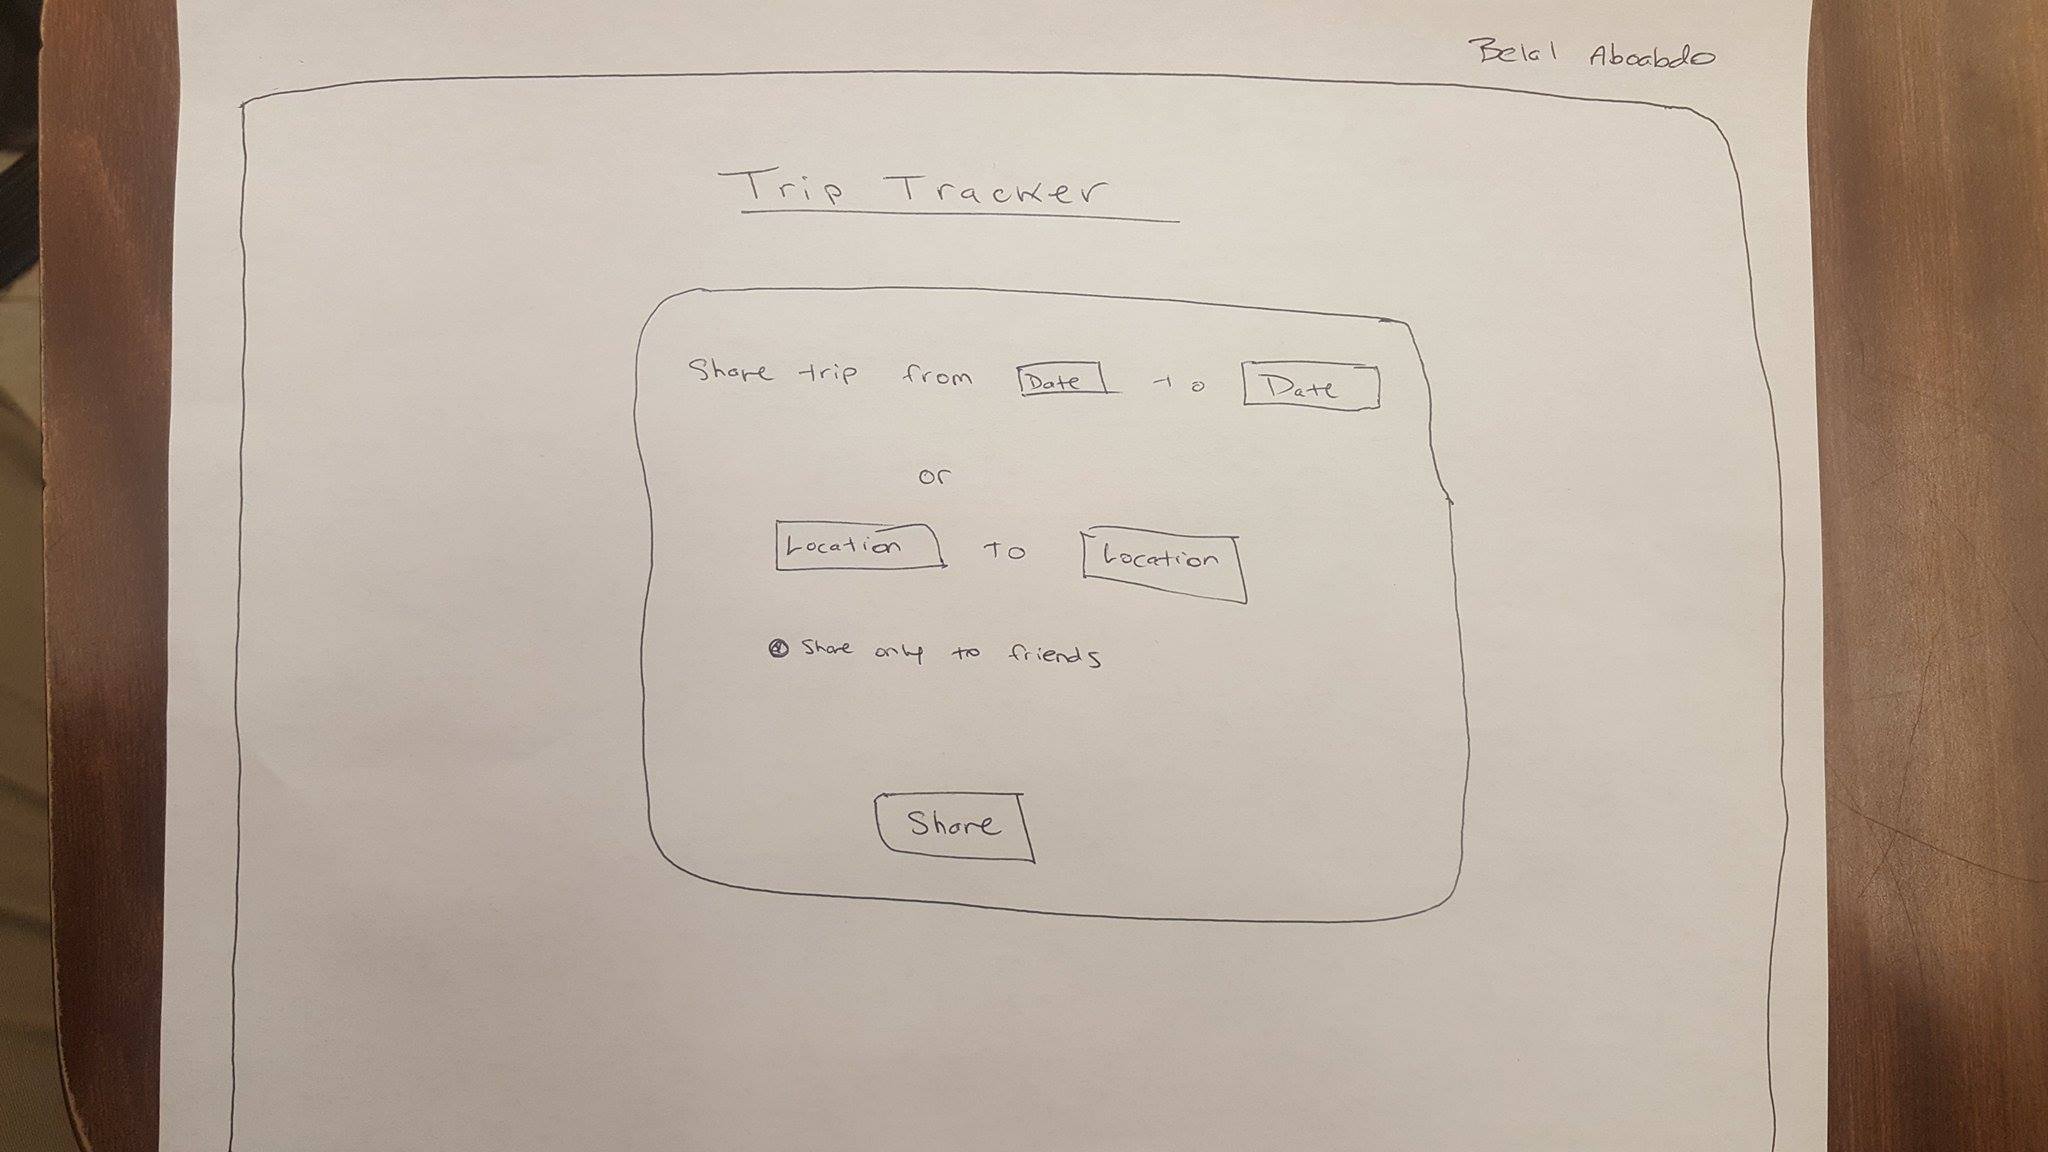 Belal Aboabdo
Trip Tracker
Share trip from Date to Date
or
Location to Location
Share only to friends
Share